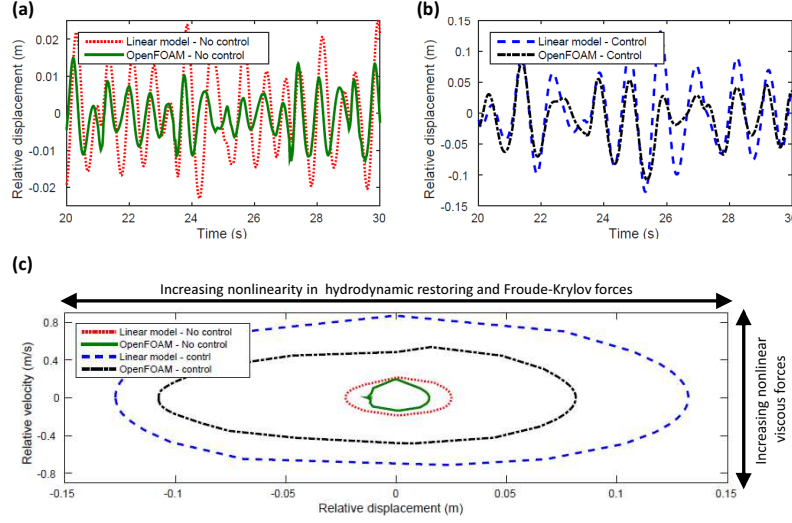 (a)
0.02
0.01
0
-0.01
-0.02
Relative displacement (m)
Linear model - No control
OpenFOAM - No control
20 22 24 26 28 30
Time (s)
(b)
0.15
0.1
0.05
0
-0.05
-0.1
-0.15
Relative displacement (m)
Linear model - Control
OpenFOAM - Control
20 22 24 26 28 30
Time (s)
(c)
Increasing nonlinearity in hydrodynamic restoring and Froude-Krylov forces
0.8
0.4
0
-0.4
-0.8
Relative velocity (m/s)
Linear model - No control
OpenFOAM - No control
Linear model - contrl
OpenFOAM - control
-0.15 -0.1 -0.05 0 0.05 0.1 0.15
Relative displacement (m)
Increasing nonlinear
viscous forces